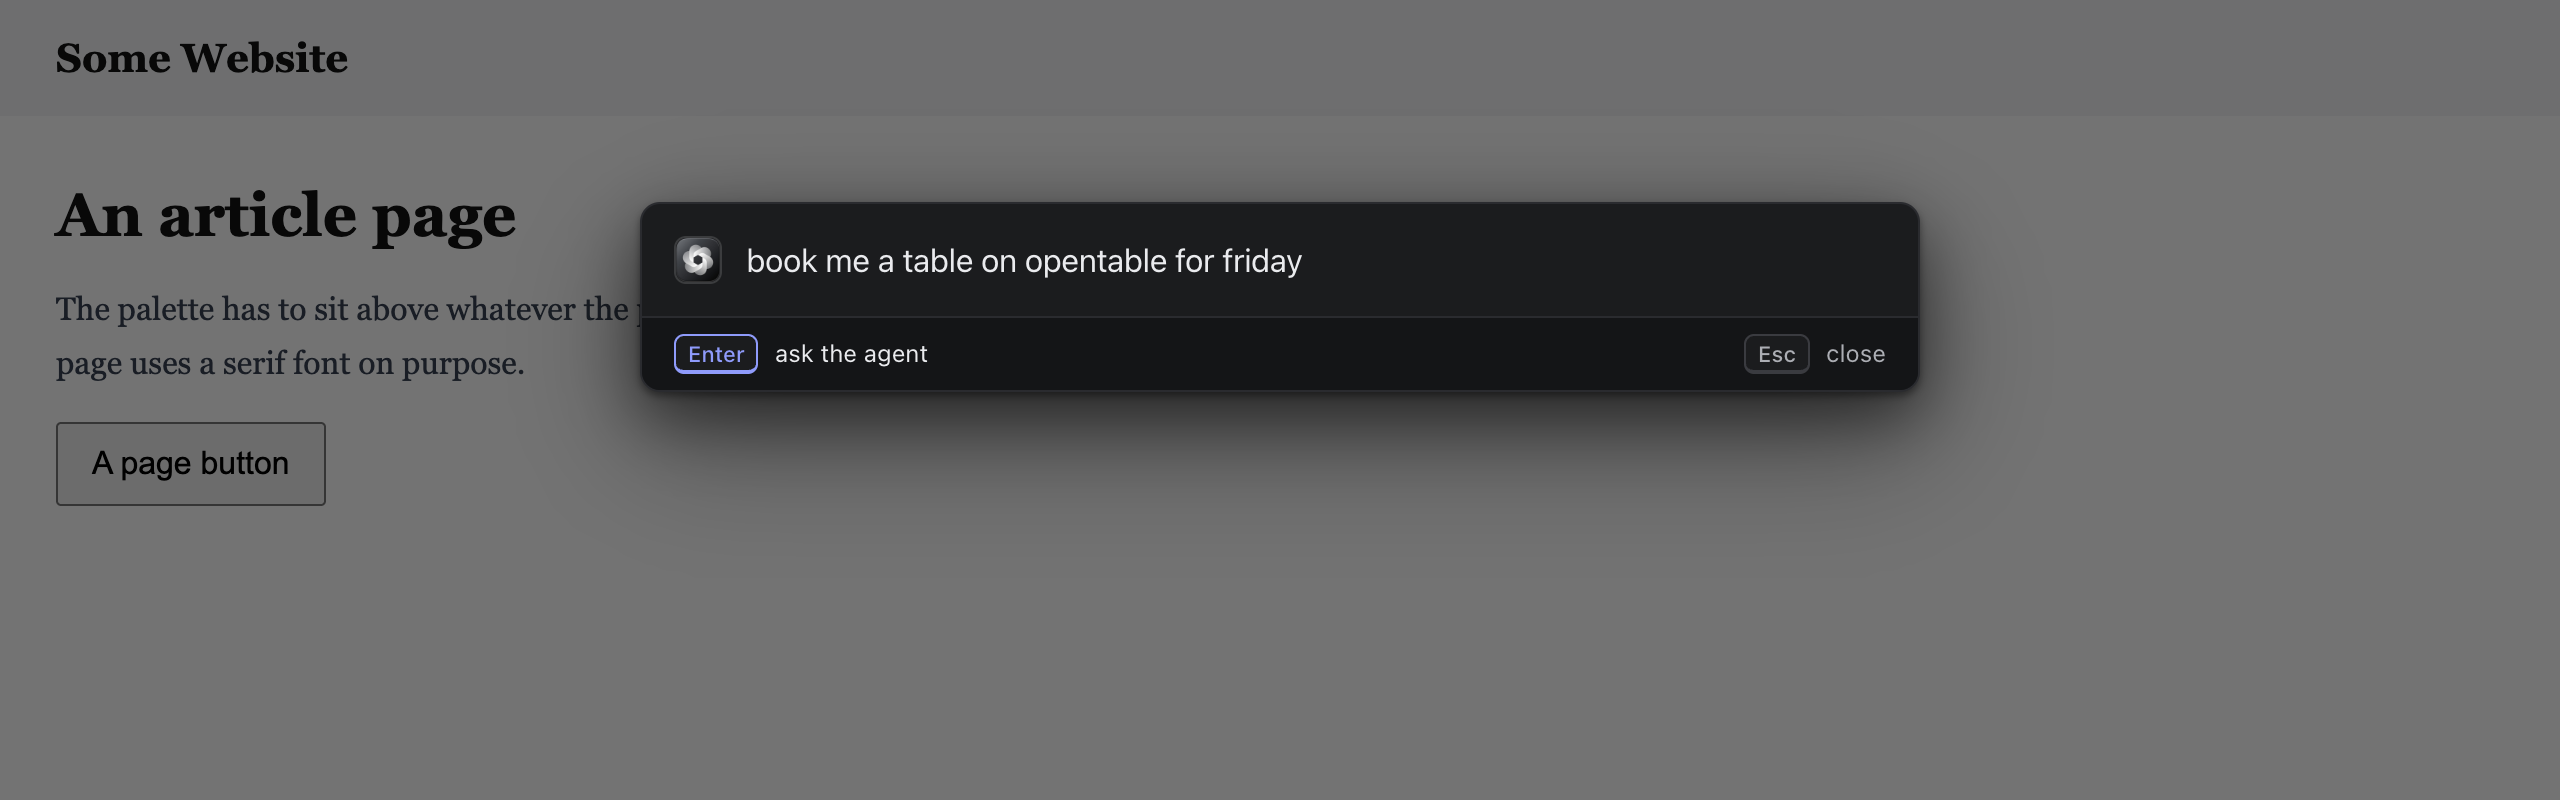 Some Website
An article page
The palette has to sit above whatever the
page uses a serif font on purpose.
A page button
book me a table on opentable for friday
Enter ask the agent
Esc close